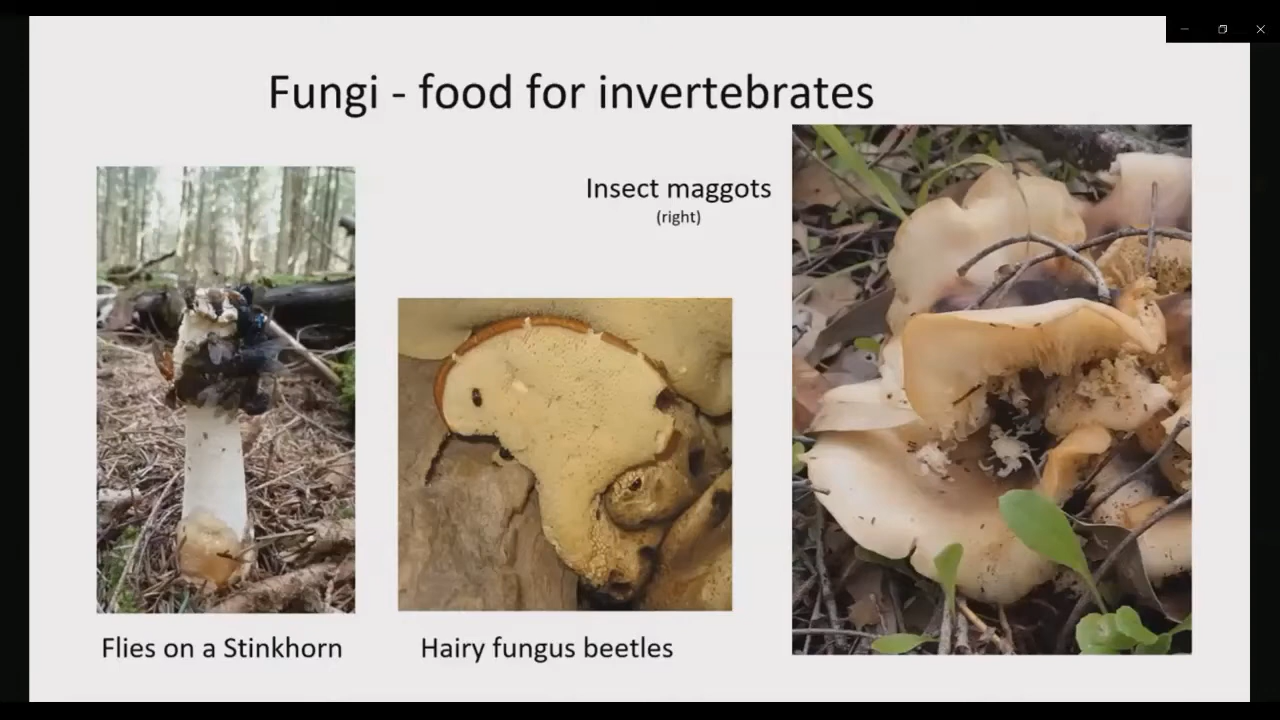 Fungi - food for invertebrates
Insect maggots
(right)
Flies on a Stinkhorn
Hairy fungus beetles